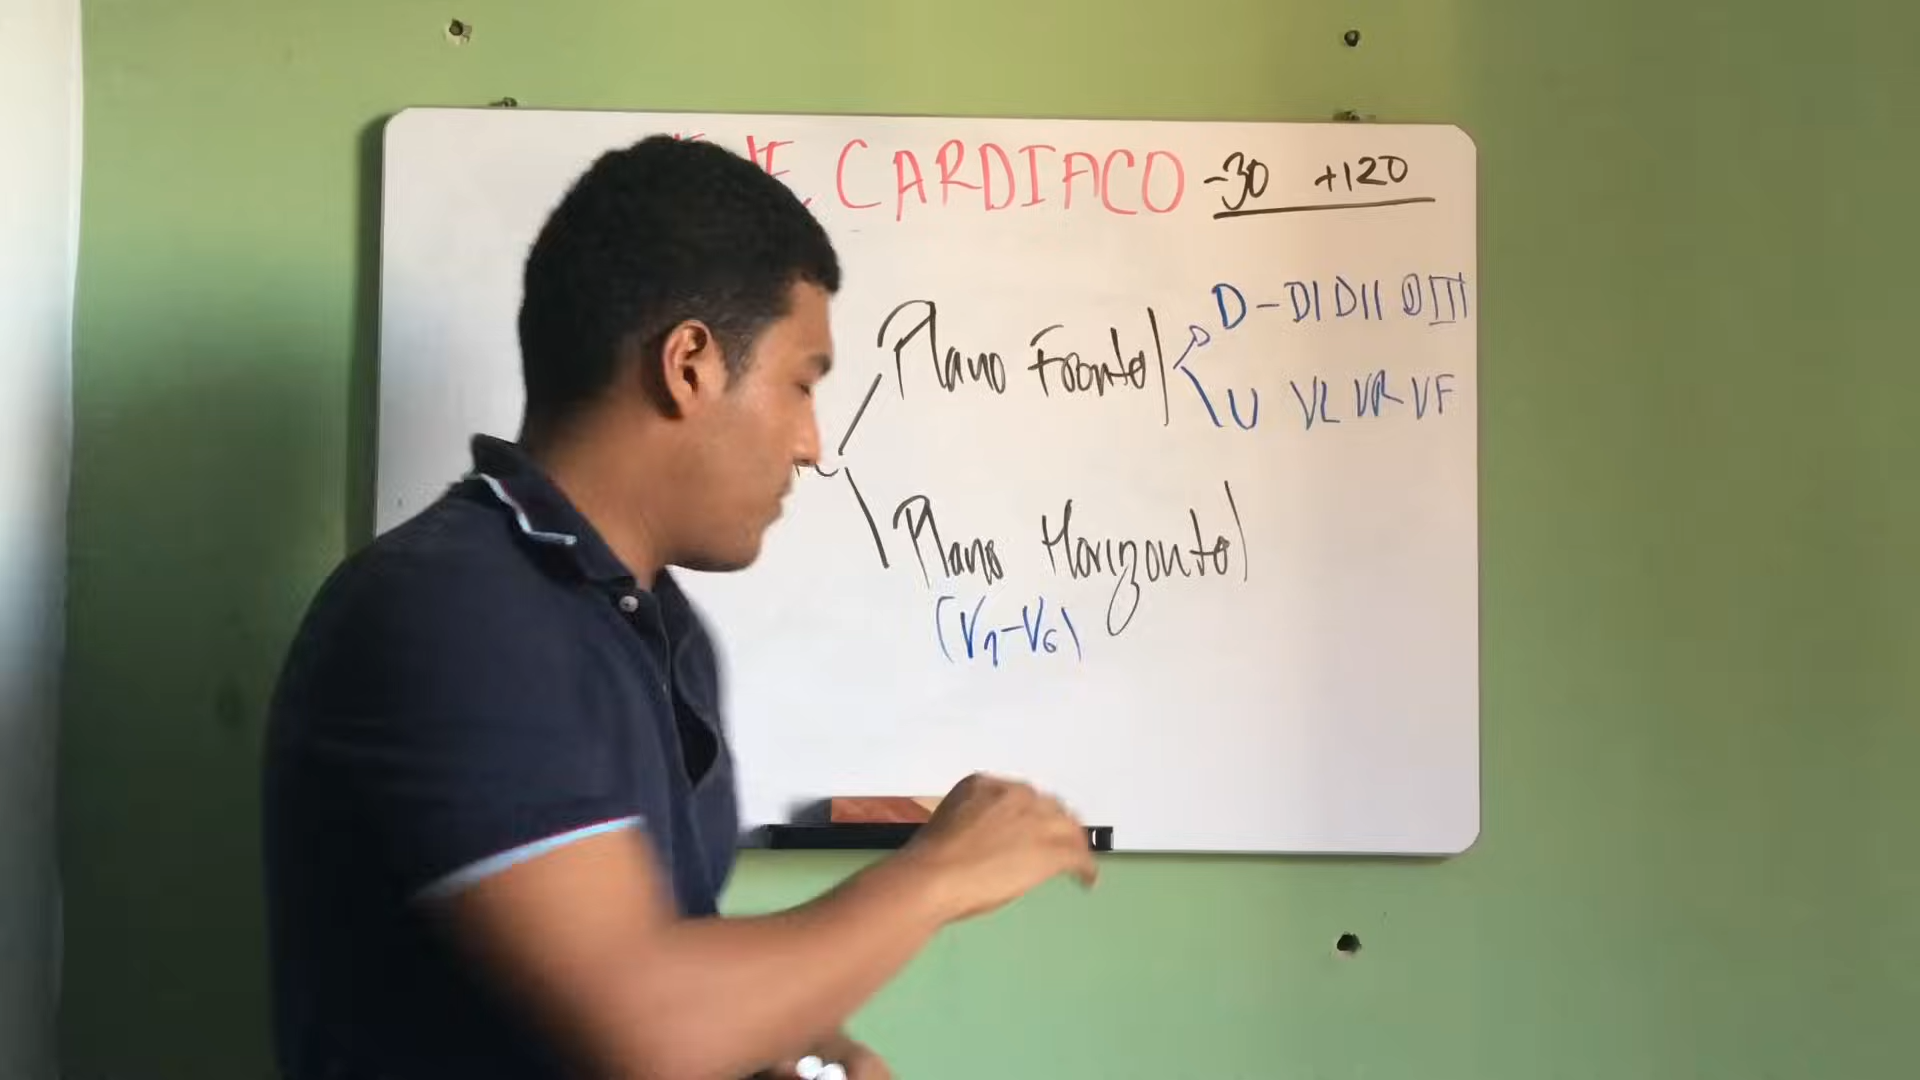 CARDIACO -30 +120
Plano Frontal
D - DI DII DIII
V VL VR VF
Plano Horizontal
(V1-V6)